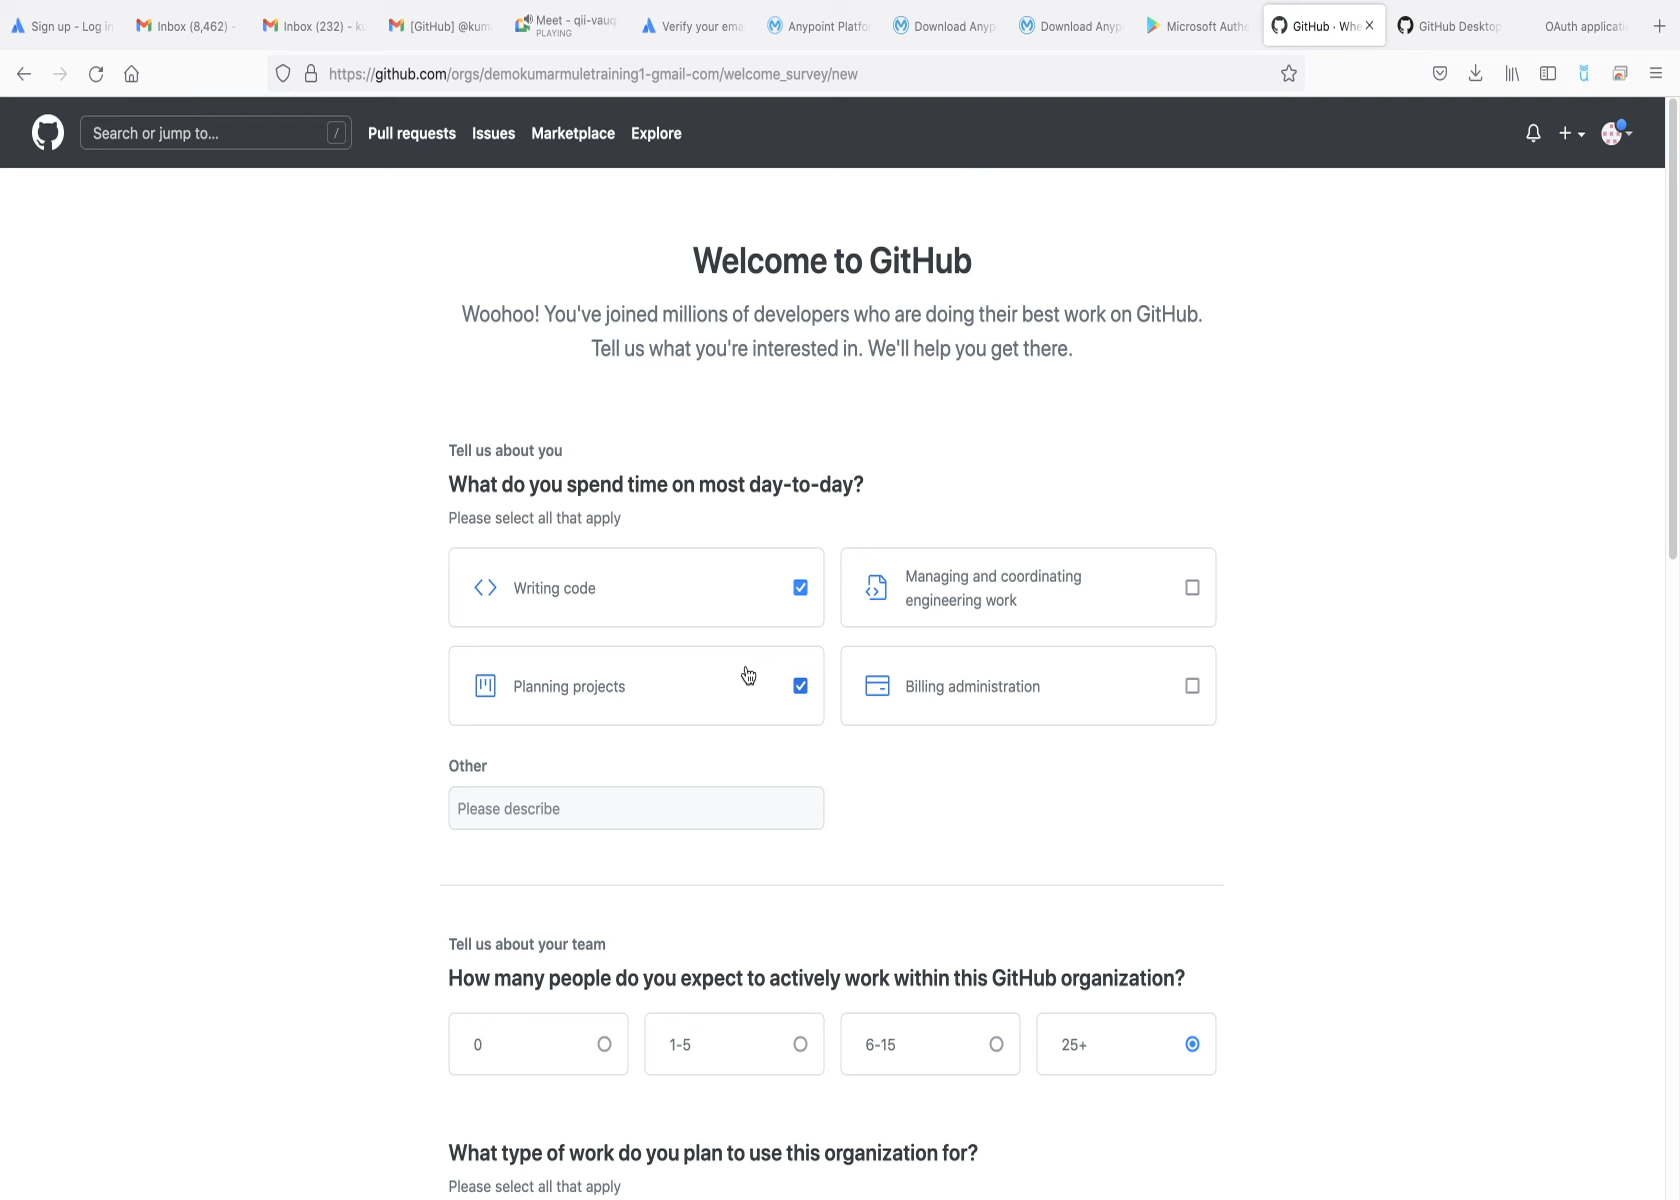 Sign up - Log in
Inbox (8,462) -
Inbox (232) - ku
[GitHub] @kum
Meet - qii-vauq
PLAYING
Verify your ema
Anypoint Platfo
Download Anyp
Download Anyp
Microsoft Authe
GitHub · Whe
GitHub Desktop
OAuth applicati
https://github.com/orgs/demokumarmuletraining1-gmail-com/welcome_survey/new
Search or jump to...
/
Pull requests
Issues
Marketplace
Explore
Welcome to GitHub
Woohoo! You've joined millions of developers who are doing their best work on GitHub.
Tell us what you're interested in. We'll help you get there.
Tell us about you
What do you spend time on most day-to-day?
Please select all that apply
Writing code
Managing and coordinating
engineering work
Planning projects
Billing administration
Other
Please describe
Tell us about your team
How many people do you expect to actively work within this GitHub organization?
0
1-5
6-15
25+
What type of work do you plan to use this organization for?
Please select all that apply